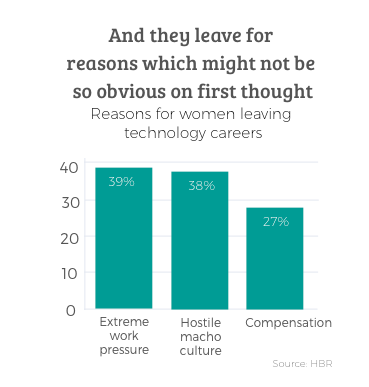 And they leave for
reasons which might not be
so obvious on first thought
Reasons for women leaving
technology careers
40
30
20
10
0
39%
38%
27%
Extreme
work
pressure
Hostile
macho
culture
Compensation
Source: HBR